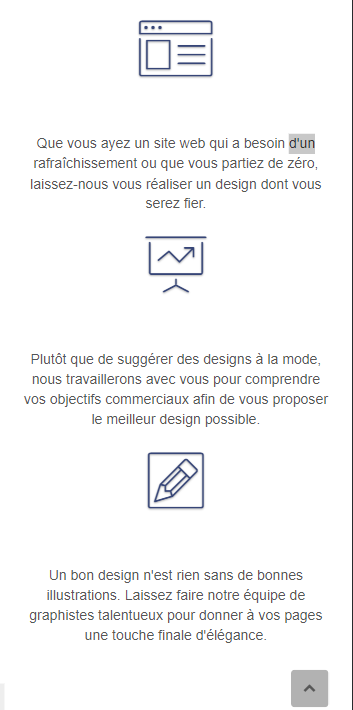 Que vous ayez un site web qui a besoin d'un
rafraîchissement ou que vous partiez de zéro,
laissez-nous vous réaliser un design dont vous
serez fier.
Plutôt que de suggérer des designs à la mode,
nous travaillerons avec vous pour comprendre
vos objectifs commerciaux afin de vous proposer
le meilleur design possible.
Un bon design n'est rien sans de bonnes
illustrations. Laissez faire notre équipe de
graphistes talentueux pour donner à vos pages
une touche finale d'élégance.